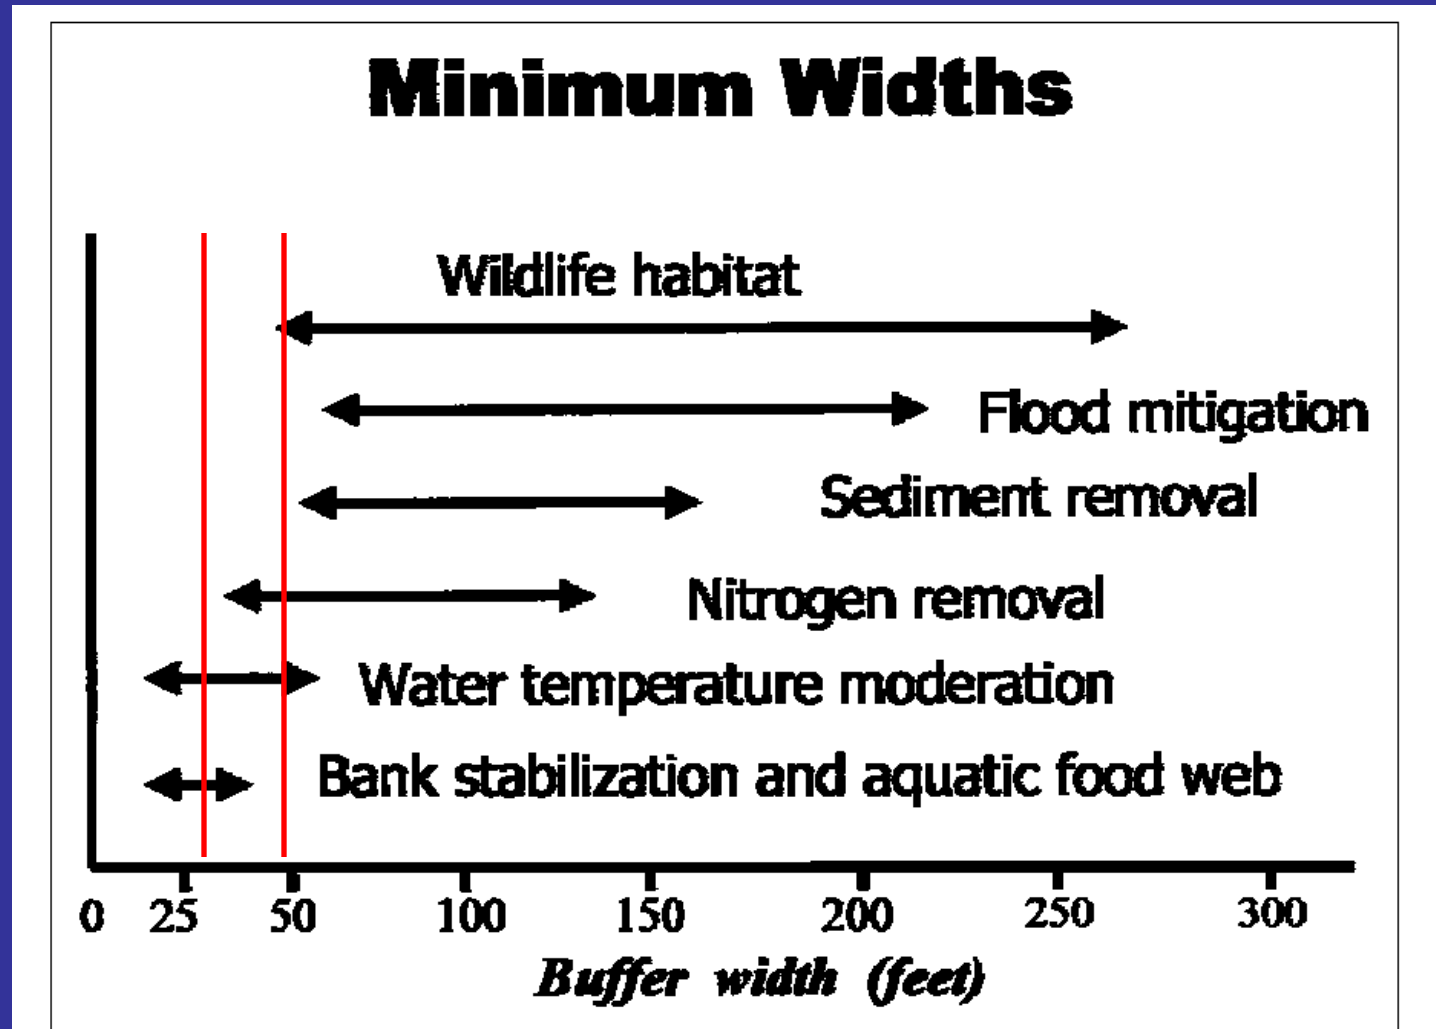 Minimum Widths
Wildlife habitat
Flood mitigation
Sediment removal
Nitrogen removal
Water temperature moderation
Bank stabilization and aquatic food web
0 25 50 100 150 200 250 300
Buffer width (feet)